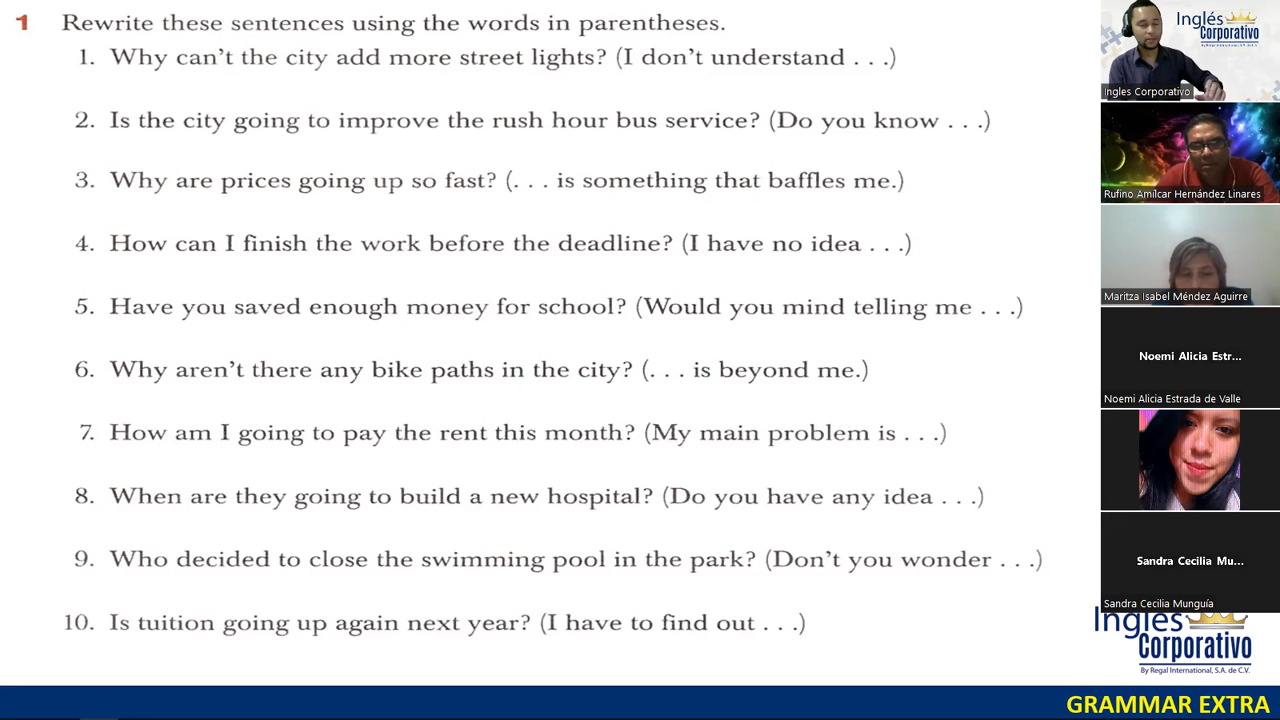 1 Rewrite these sentences using the words in parentheses.
1. Why can't the city add more street lights? (I don't understand . . .)
2. Is the city going to improve the rush hour bus service? (Do you know . . .)
3. Why are prices going up so fast? (. . . is something that baffles me.)
4. How can I finish the work before the deadline? (I have no idea . . .)
5. Have you saved enough money for school? (Would you mind telling me . . .)
6. Why aren't there any bike paths in the city? (. . . is beyond me.)
7. How am I going to pay the rent this month? (My main problem is . . .)
8. When are they going to build a new hospital? (Do you have any idea . . .)
9. Who decided to close the swimming pool in the park? (Don't you wonder . . .)
10. Is tuition going up again next year? (I have to find out . . .)
Inglés
Corporativo
By Regal International, S.A. de C.V.
Ingles Corporativo
Rufino Amílcar Hernández Linares
Maritza Isabel Méndez Aguirre
Noemi Alicia Estr...
Noemi Alicia Estrada de Valle
Sandra Cecilia Mu...
Sandra Cecilia Munguía
Inglés
Corporativo
By Regal International, S.A. de C.V.
GRAMMAR EXTRA